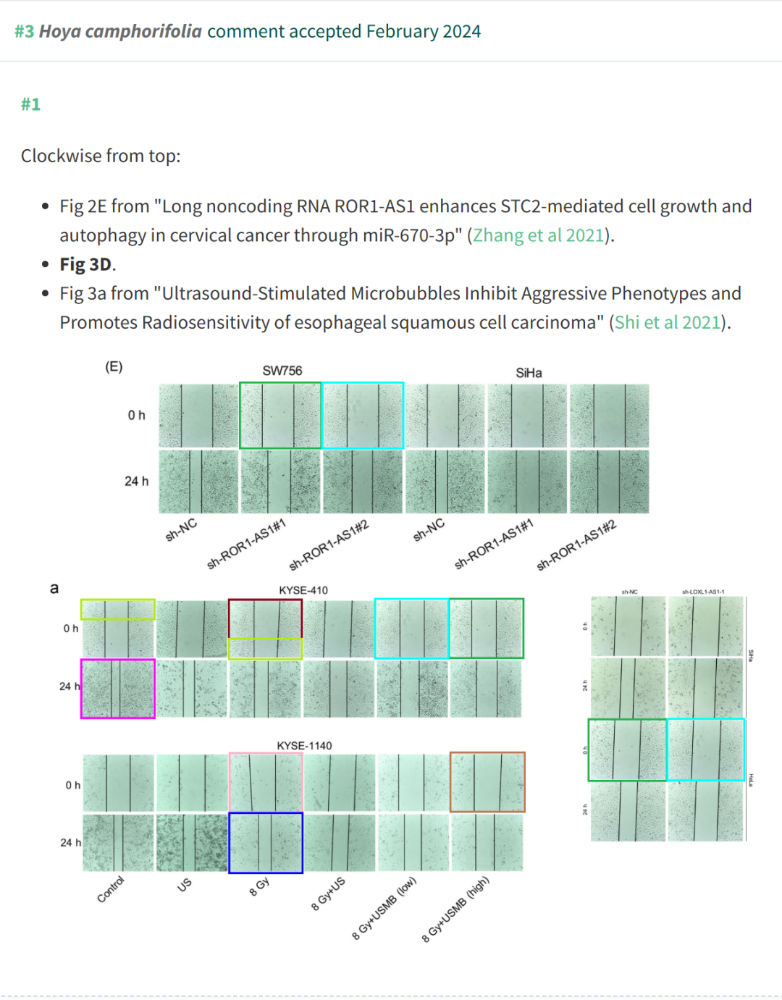 #3 Hoya camphorifolia comment accepted February 2024
#1
Clockwise from top:
• Fig 2E from "Long noncoding RNA ROR1-AS1 enhances STC2-mediated cell growth and
autophagy in cervical cancer through miR-670-3p" (Zhang et al 2021).
• Fig 3D.
• Fig 3a from "Ultrasound-Stimulated Microbubbles Inhibit Aggressive Phenotypes and
Promotes Radiosensitivity of esophageal squamous cell carcinoma" (Shi et al 2021).
(E)
SW756 SiHa
0 h
24 h
sh-NC sh-ROR1-AS1#1 sh-ROR1-AS1#2 sh-NC sh-ROR1-AS1#1 sh-ROR1-AS1#2
a
KYSE-410
0 h
24 h
KYSE-1140
0 h
24 h
Control US 8 Gy 8 Gy+US 8 Gy+USMB (low) 8 Gy+USMB (high)
sh-NC sh-LOXL1-AS1-1
0 h
SiHa
24 h
0 h
HeLa
24 h